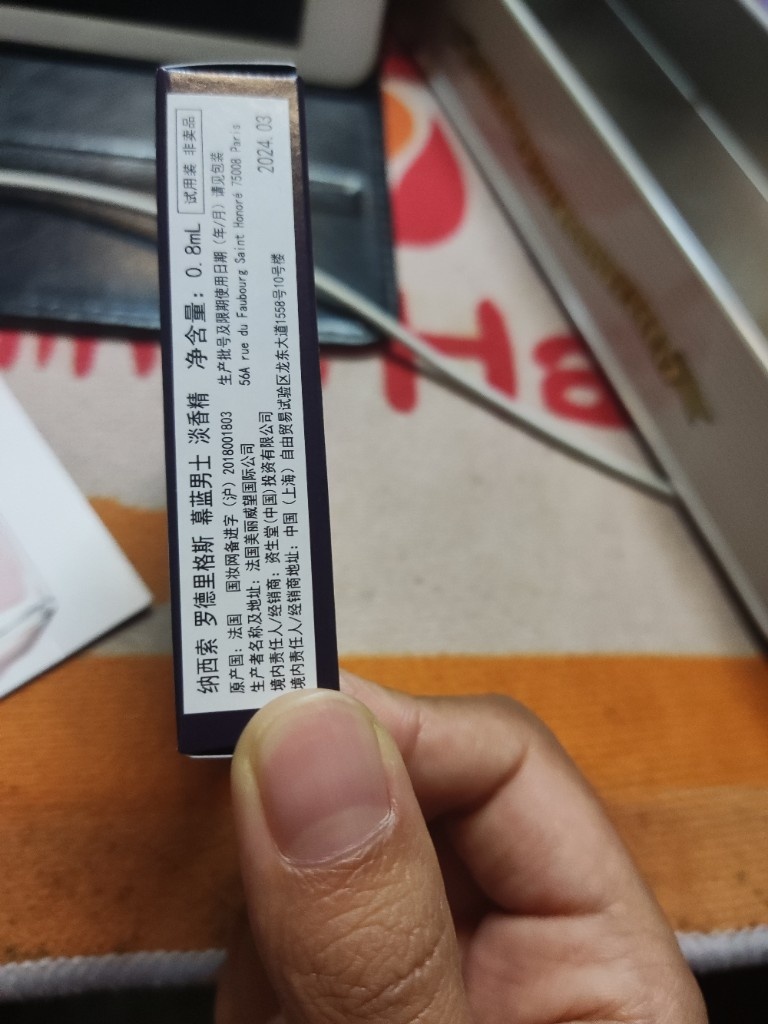 纳西索 罗德里格斯 幕蓝男士 淡香精 净含量: 0.8mL 试用装 非卖品
原产国: 法国 国妆网备进字 (沪) 2018001803 生产批号及限期使用日期 (年/月) 请见包装
生产者名称及地址: 法国美丽威望国际公司 56A rue du Faubourg Saint Honoré 75008 Paris
境内责任人/经销商: 资生堂(中国)投资有限公司 2024.03
境内责任人/经销商地址: 中国 (上海) 自由贸易试验区龙东大道1558号10号楼